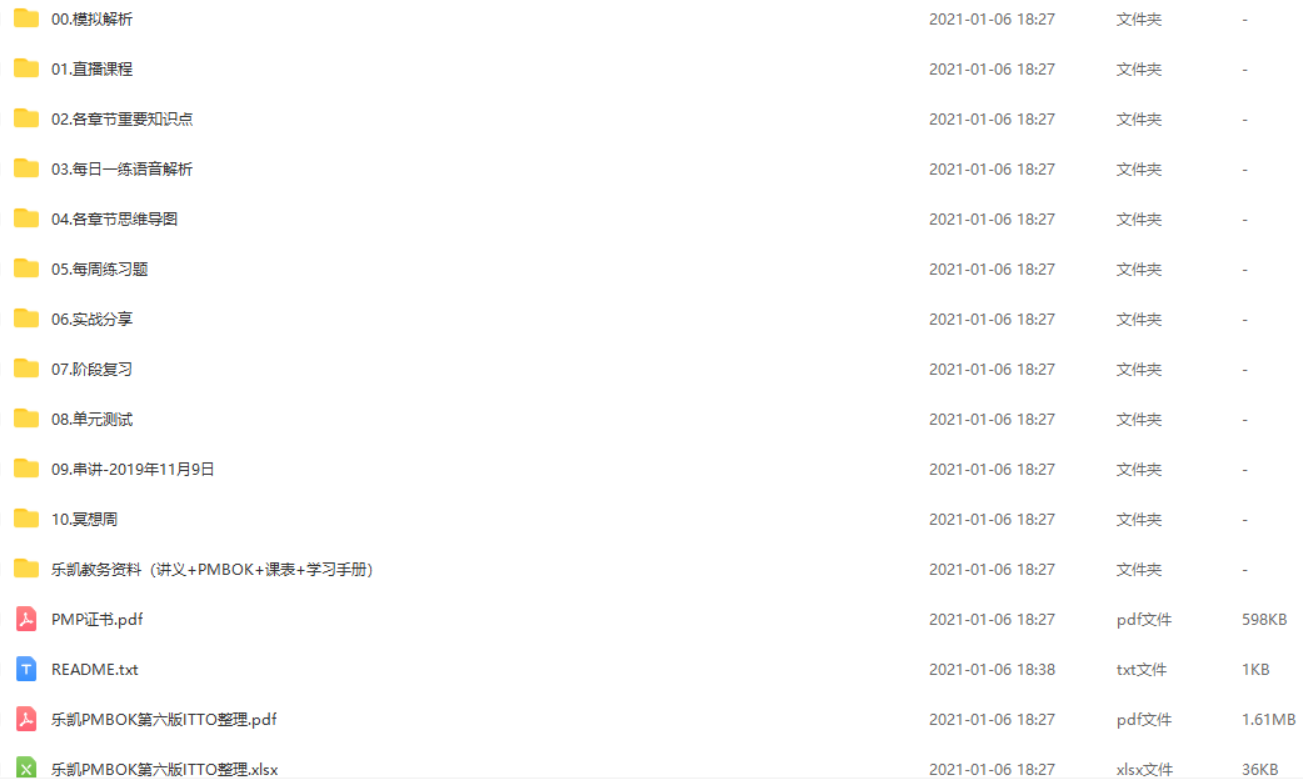 00.模拟解析 2021-01-06 18:27 文件夹 -
01.直播课程 2021-01-06 18:27 文件夹 -
02.各章节重要知识点 2021-01-06 18:27 文件夹 -
03.每日一练语音解析 2021-01-06 18:27 文件夹 -
04.各章节思维导图 2021-01-06 18:27 文件夹 -
05.每周练习题 2021-01-06 18:27 文件夹 -
06.实战分享 2021-01-06 18:27 文件夹 -
07.阶段复习 2021-01-06 18:27 文件夹 -
08.单元测试 2021-01-06 18:27 文件夹 -
09.串讲-2019年11月9日 2021-01-06 18:27 文件夹 -
10.冥想周 2021-01-06 18:27 文件夹 -
乐凯教务资料（讲义+PMBOK+课表+学习手册） 2021-01-06 18:27 文件夹 -
PMP证书.pdf 2021-01-06 18:27 pdf文件 598KB
README.txt 2021-01-06 18:38 txt文件 1KB
乐凯PMBOK第六版ITTO整理.pdf 2021-01-06 18:27 pdf文件 1.61MB
乐凯PMBOK第六版ITTO整理.xlsx 2021-01-06 18:27 xlsx文件 36KB